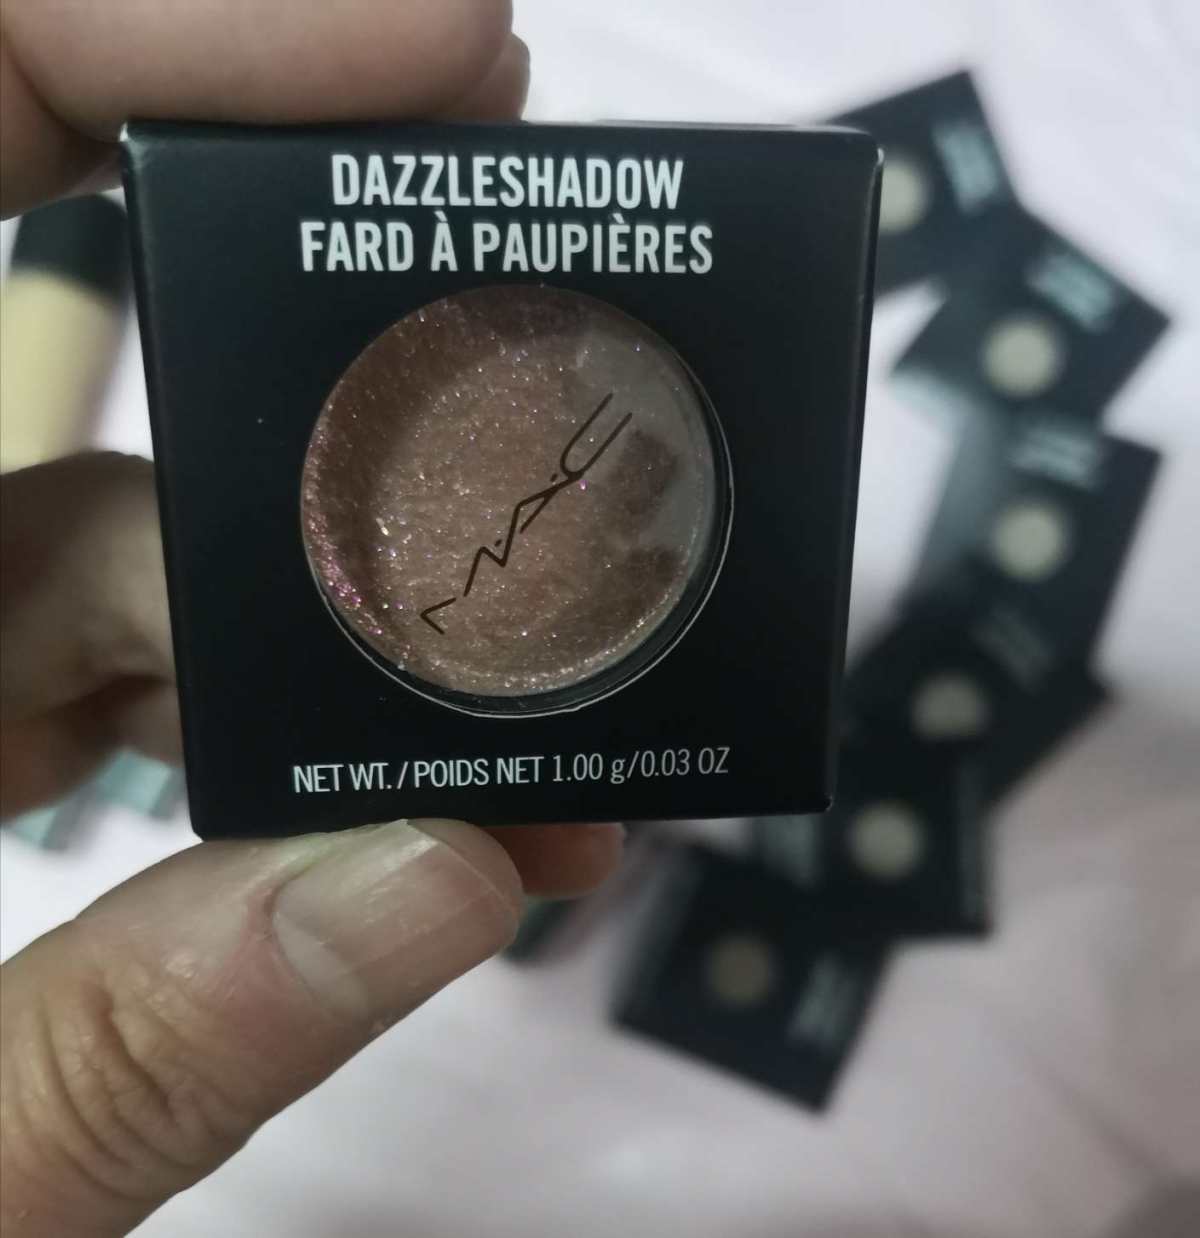 DAZZLESHADOW
FARD À PAUPIÈRES
MAC
NET WT. / POIDS NET 1.00 g/0.03 OZ